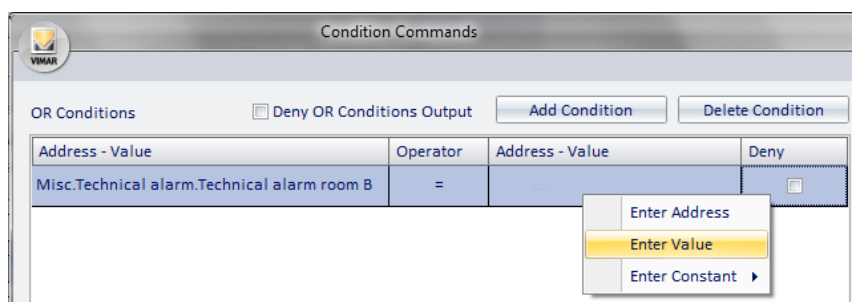 Condition Commands
VIMAR
OR Conditions Deny OR Conditions Output Add Condition Delete Condition
Address - Value Operator Address - Value Deny
Misc.Technical alarm.Technical alarm room B =
Enter Address
Enter Value
Enter Constant